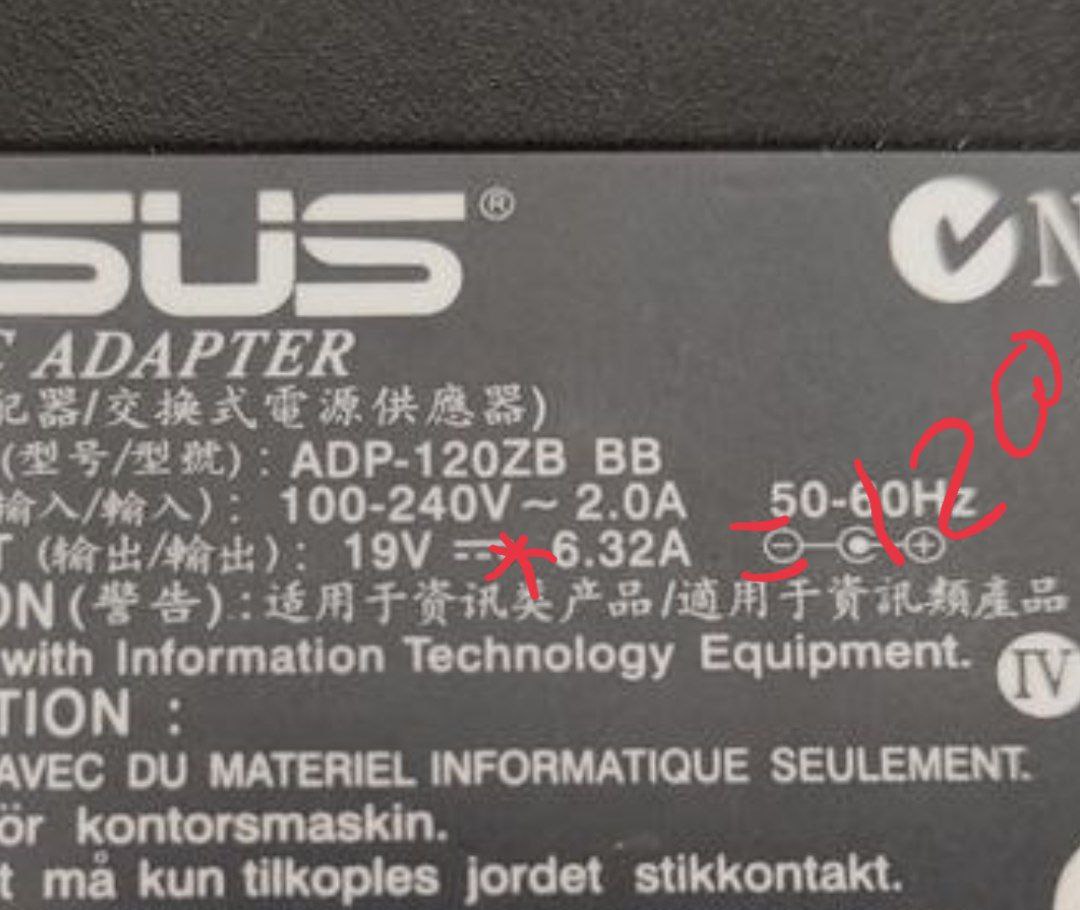 SUS®
N
C ADAPTER
配器/交換式電源供應器)
(型号/型號) : ADP-120ZB BB
输入/輸入) : 100-240V~ 2.0A 50-60Hz
T (输出/輸出) : 19V ⎓ * 6.32A = 120
ON(警告):适用于资讯类产品/適用于資訊類產品
with Information Technology Equipment.
IV
TION :
AVEC DU MATERIEL INFORMATIQUE SEULEMENT.
ör kontorsmaskin.
t må kun tilkoples jordet stikkontakt.